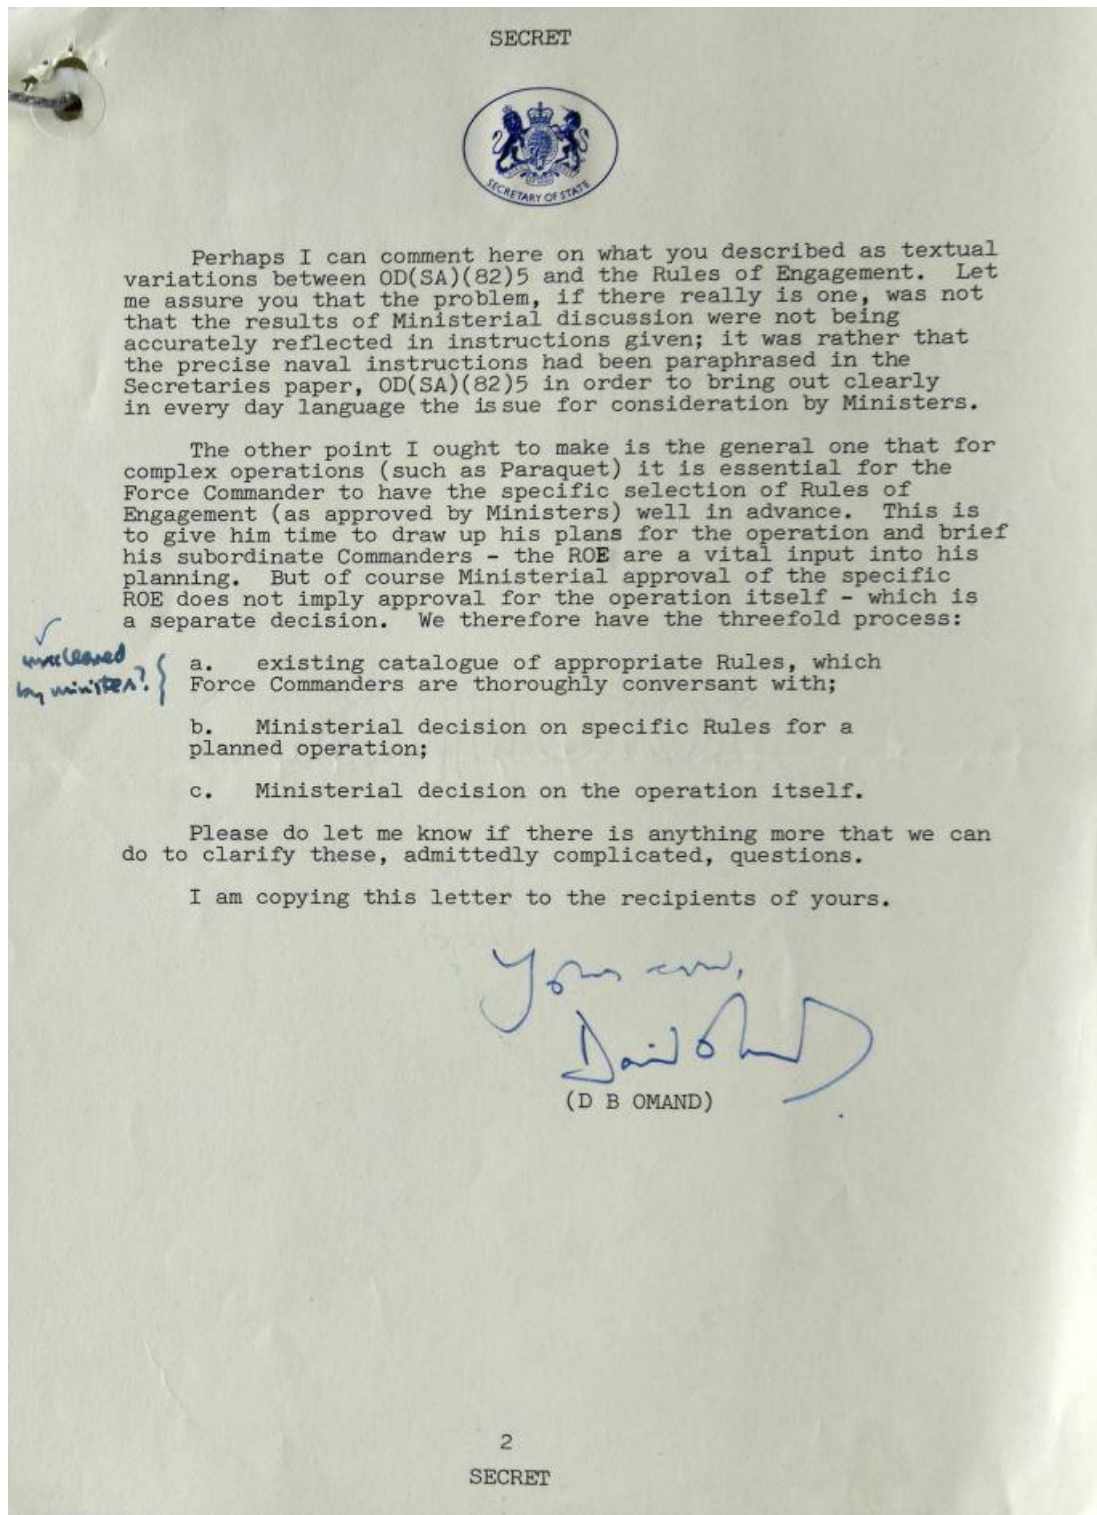 SECRET
SECRETARY OF STATE
Perhaps I can comment here on what you described as textual
variations between OD(SA)(82)5 and the Rules of Engagement. Let
me assure you that the problem, if there really is one, was not
that the results of Ministerial discussion were not being
accurately reflected in instructions given; it was rather that
the precise naval instructions had been paraphrased in the
Secretaries paper, OD(SA)(82)5 in order to bring out clearly
in every day language the issue for consideration by Ministers.
The other point I ought to make is the general one that for
complex operations (such as Paraquet) it is essential for the
Force Commander to have the specific selection of Rules of
Engagement (as approved by Ministers) well in advance. This is
to give him time to draw up his plans for the operation and brief
his subordinate Commanders - the ROE are a vital input into his
planning. But of course Ministerial approval of the specific
ROE does not imply approval for the operation itself - which is
a separate decision. We therefore have the threefold process:
uncleared
by ministers?
a. existing catalogue of appropriate Rules, which
Force Commanders are thoroughly conversant with;
b. Ministerial decision on specific Rules for a
planned operation;
c. Ministerial decision on the operation itself.
Please do let me know if there is anything more that we can
do to clarify these, admittedly complicated, questions.
I am copying this letter to the recipients of yours.
Yours ever,
David Omand
(D B OMAND)
2
SECRET